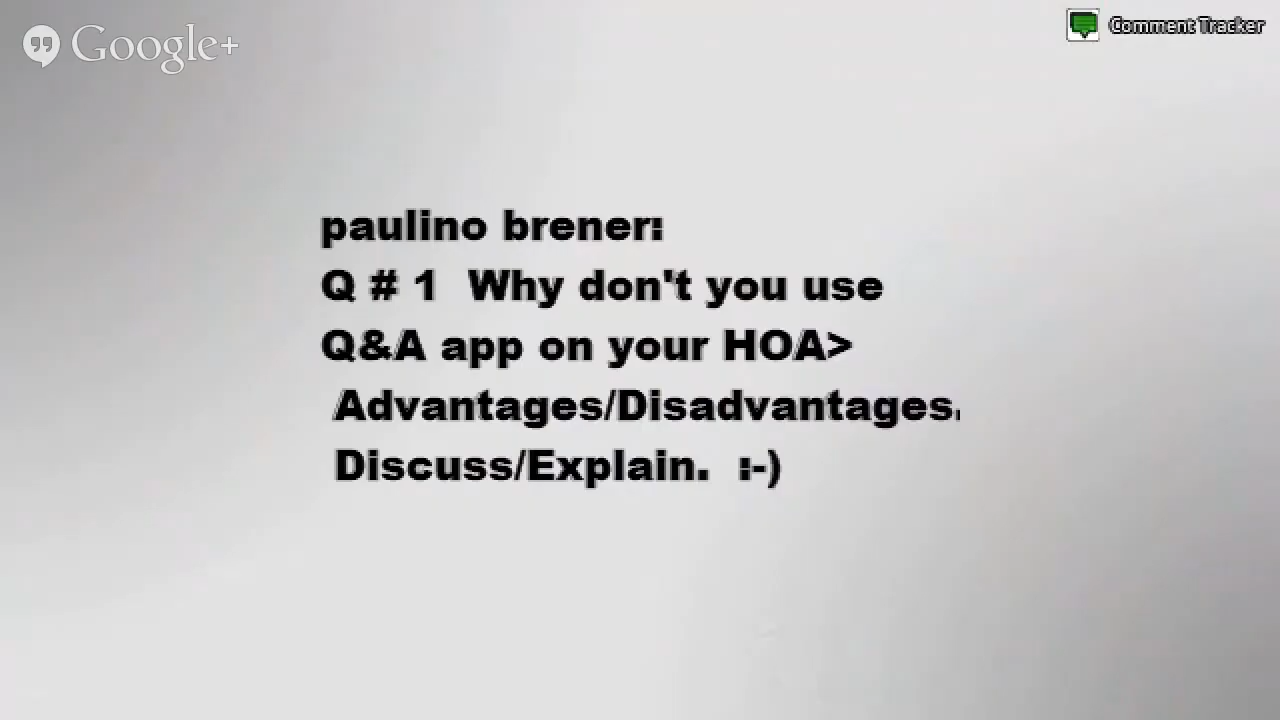 Google+
Comment Tracker
paulino brener:
Q # 1  Why don't you use
Q&A app on your HOA>
Advantages/Disadvantages.
Discuss/Explain.  :-)